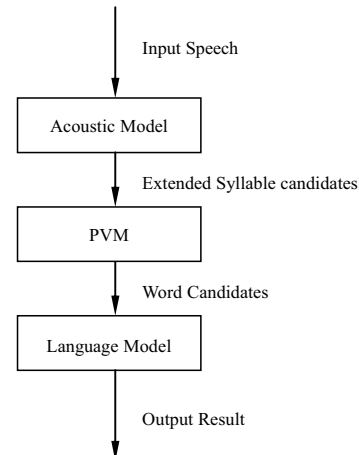 Input Speech
Acoustic Model
Extended Syllable candidates
PVM
Word Candidates
Language Model
Output Result